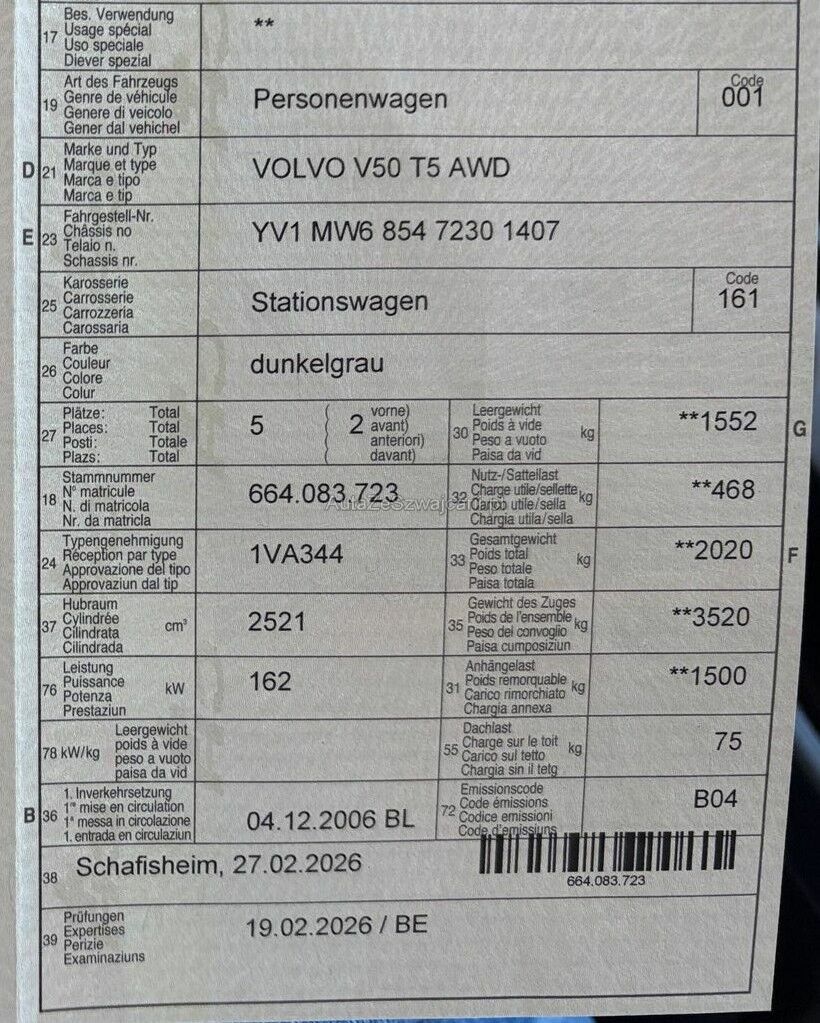 17 Bes. Verwendung
Usage spécial
Uso speciale
Diever spezial
**
19 Art des Fahrzeugs
Genre de véhicule
Genere di veicolo
Gener dal vehichel
Personenwagen
Code
001
D 21 Marke und Typ
Marque et type
Marca e tipo
Marca e tip
VOLVO V50 T5 AWD
E 23 Fahrgestell-Nr.
Châssis no
Telaio n.
Schassis nr.
YV1 MW6 854 7230 1407
25 Karosserie
Carrosserie
Carrozzeria
Carossaria
Stationswagen
Code
161
26 Farbe
Couleur
Colore
Colur
dunkelgrau
27 Plätze: Total
Places: Total
Posti: Totale
Plazs: Total
5
( 2 vorne)
( avant)
( anteriori)
( davant)
30 Leergewicht
Poids à vide
Peso a vuoto
Paisa da vid
kg
**1552
G
18 Stammnummer
N° matricule
N. di matricola
Nr. da matricla
664.083.723
32 Nutz-/Sattellast
Charge utile/sellette
Carico utile/sella
Chargia utila/sella
kg
**468
24 Typengenehmigung
Réception par type
Approvazione del tipo
Approvaziun dal tip
1VA344
33 Gesamtgewicht
Poids total
Peso totale
Paisa totala
kg
**2020
F
37 Hubraum
Cylindrée
Cilindrata
Cilindrada
cm³
2521
35 Gewicht des Zuges
Poids de l'ensemble
Peso del convoglio
Paisa cumposiziun
kg
**3520
76 Leistung
Puissance
Potenza
Prestaziun
kW
162
31 Anhängelast
Poids remorquable
Carico rimorchiato
Chargia annexa
kg
**1500
78 kW/kg
Leergewicht
poids à vide
peso a vuoto
paisa da vid
55 Dachlast
Charge sur le toit
Carico sul tetto
Chargia sin il tetg
kg
75
B 36 1. Inverkehrsetzung
1re mise en circulation
1a messa in circolazione
1. entrada en circulaziun
04.12.2006 BL
72 Emissionscode
Code émissions
Codice emissioni
Code d'emissiuns
B04
38 Schafisheim, 27.02.2026
664.083.723
39 Prüfungen
Expertises
Perizie
Examinaziuns
19.02.2026 / BE